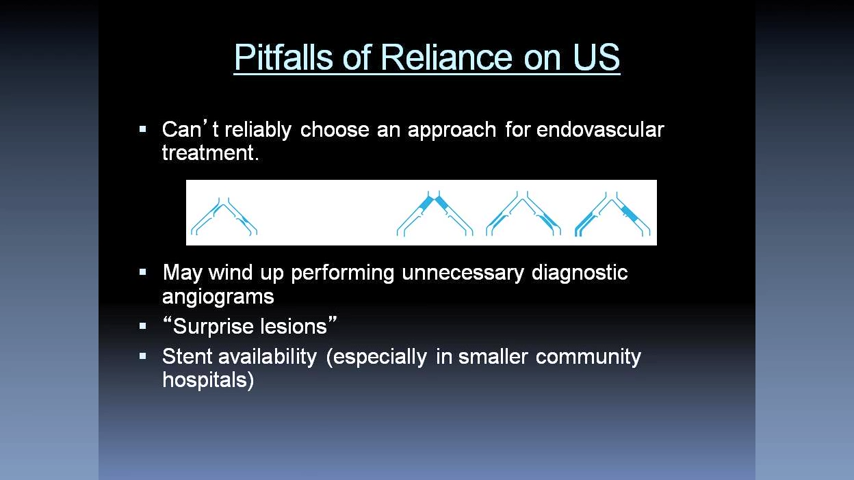 Pitfalls of Reliance on US
▪ Can’t reliably choose an approach for endovascular
treatment.
▪ May wind up performing unnecessary diagnostic
angiograms
▪ “Surprise lesions”
▪ Stent availability (especially in smaller community
hospitals)